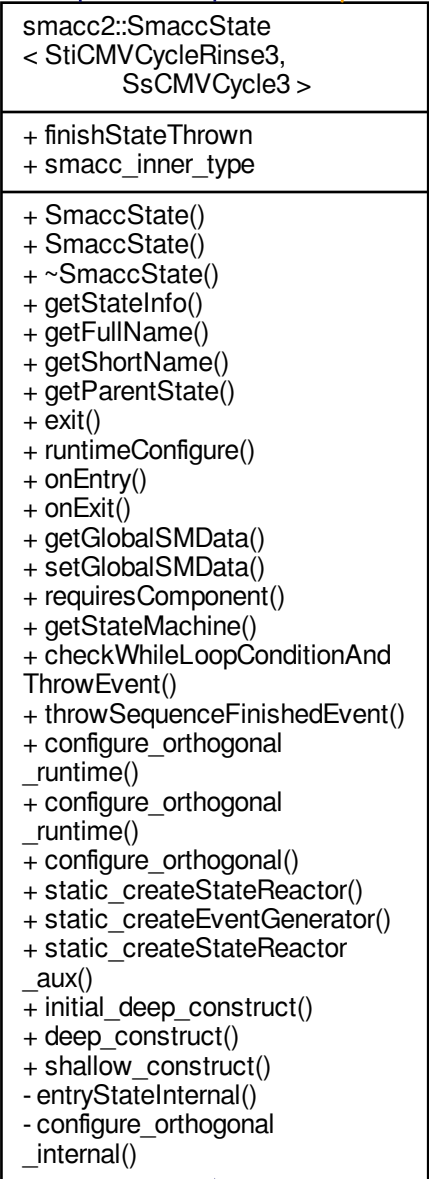 smacc2::SmaccState
< StiCMVCycleRinse3,
SsCMVCycle3 >
+ finishStateThrown
+ smacc_inner_type
+ SmaccState()
+ SmaccState()
+ ~SmaccState()
+ getStateInfo()
+ getFullName()
+ getShortName()
+ getParentState()
+ exit()
+ runtimeConfigure()
+ onEntry()
+ onExit()
+ getGlobalSMData()
+ setGlobalSMData()
+ requiresComponent()
+ getStateMachine()
+ checkWhileLoopConditionAnd
ThrowEvent()
+ throwSequenceFinishedEvent()
+ configure_orthogonal
_runtime()
+ configure_orthogonal
_runtime()
+ configure_orthogonal()
+ static_createStateReactor()
+ static_createEventGenerator()
+ static_createStateReactor
_aux()
+ initial_deep_construct()
+ deep_construct()
+ shallow_construct()
- entryStateInternal()
- configure_orthogonal
_internal()